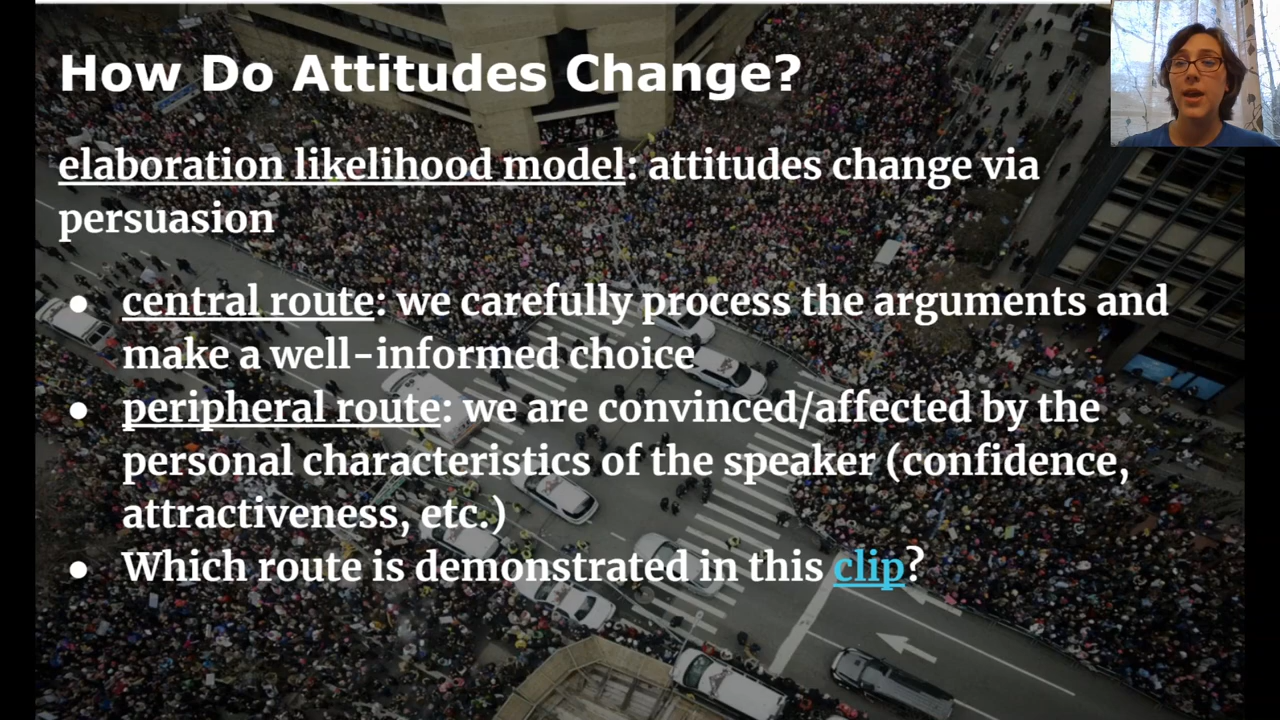 How Do Attitudes Change?
elaboration likelihood model: attitudes change via
persuasion
● central route: we carefully process the arguments and
make a well-informed choice
● peripheral route: we are convinced/affected by the
personal characteristics of the speaker (confidence,
attractiveness, etc.)
● Which route is demonstrated in this clip?